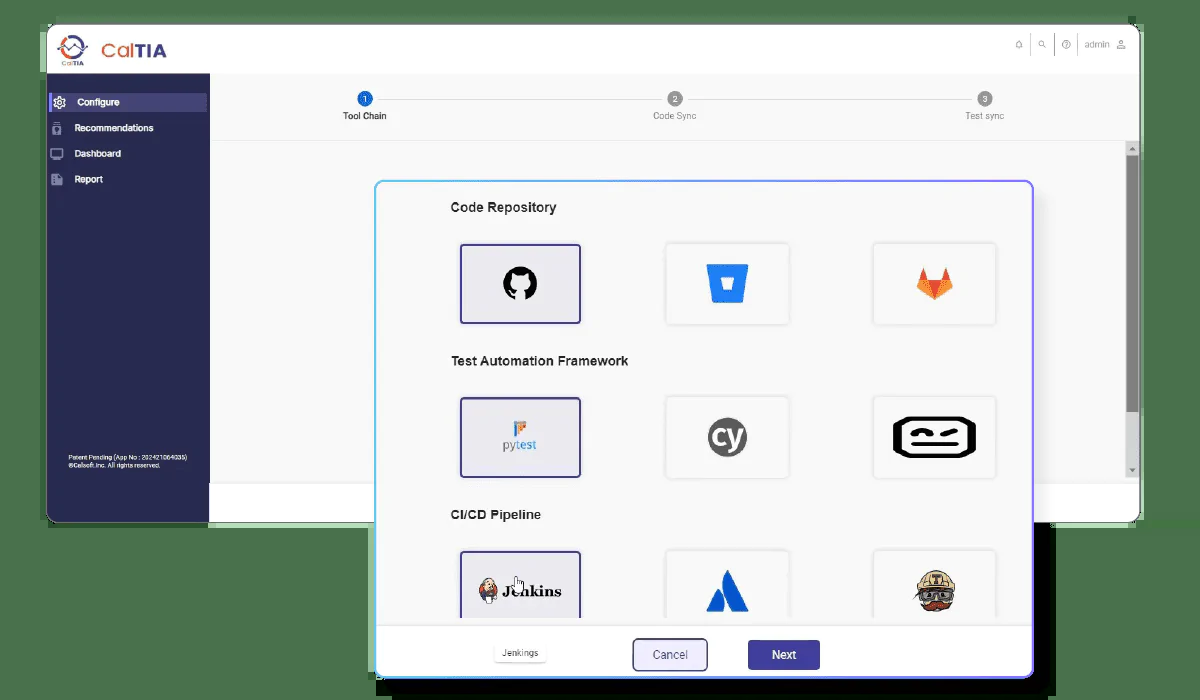 CalTIA
CalTIA
admin
Configure
Recommendations
Dashboard
Report
Patent Pending (App No : 202421064035)
©Calsoft.Inc. All rights reserved.
1
2
3
Tool Chain
Code Sync
Test sync
Code Repository
Test Automation Framework
pytest
cy
CI/CD Pipeline
Jenkins
T
Jenkings
Cancel
Next